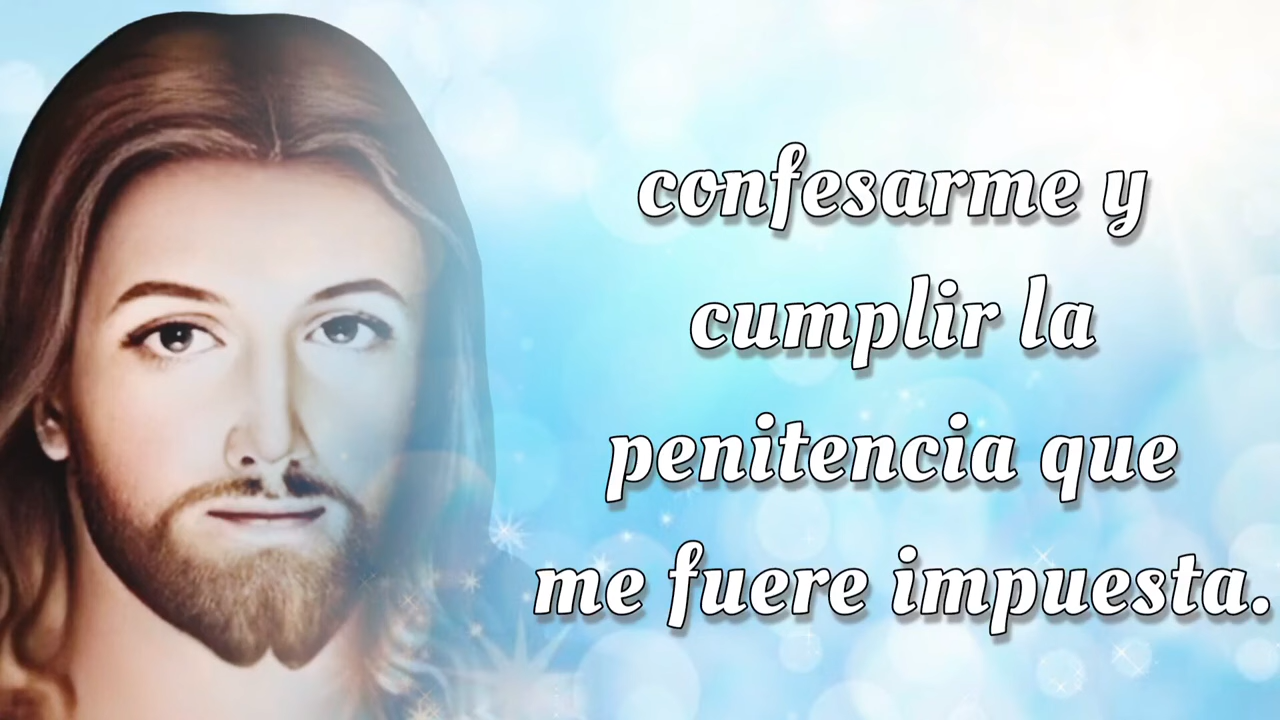 confesarme y
cumplir la
penitencia que
me fuere impuesta.